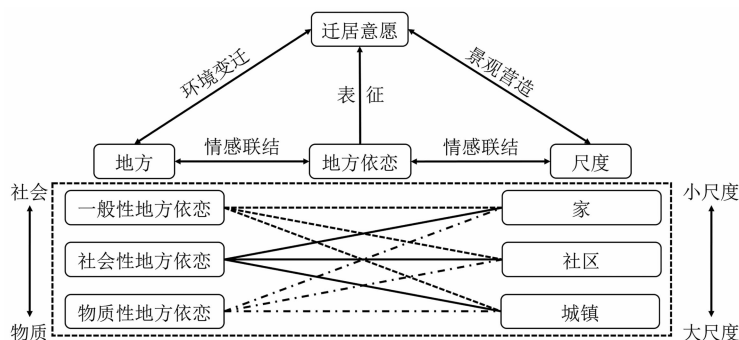 迁居意愿
环境变迁
表征
景观营造
地方
情感联结
地方依恋
情感联结
尺度
社会
小尺度
一般性地方依恋
家
社会性地方依恋
社区
物质性地方依恋
城镇
物质
大尺度